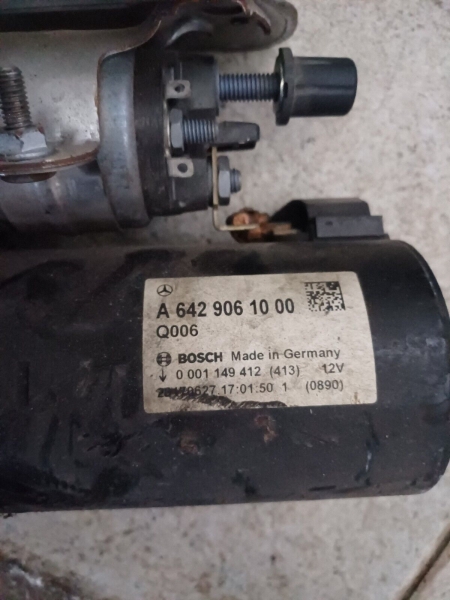 A 642 906 10 00
Q006
BOSCH Made in Germany
↓ 0 001 149 412 (413) 12V
17:01:50 1 (0890)